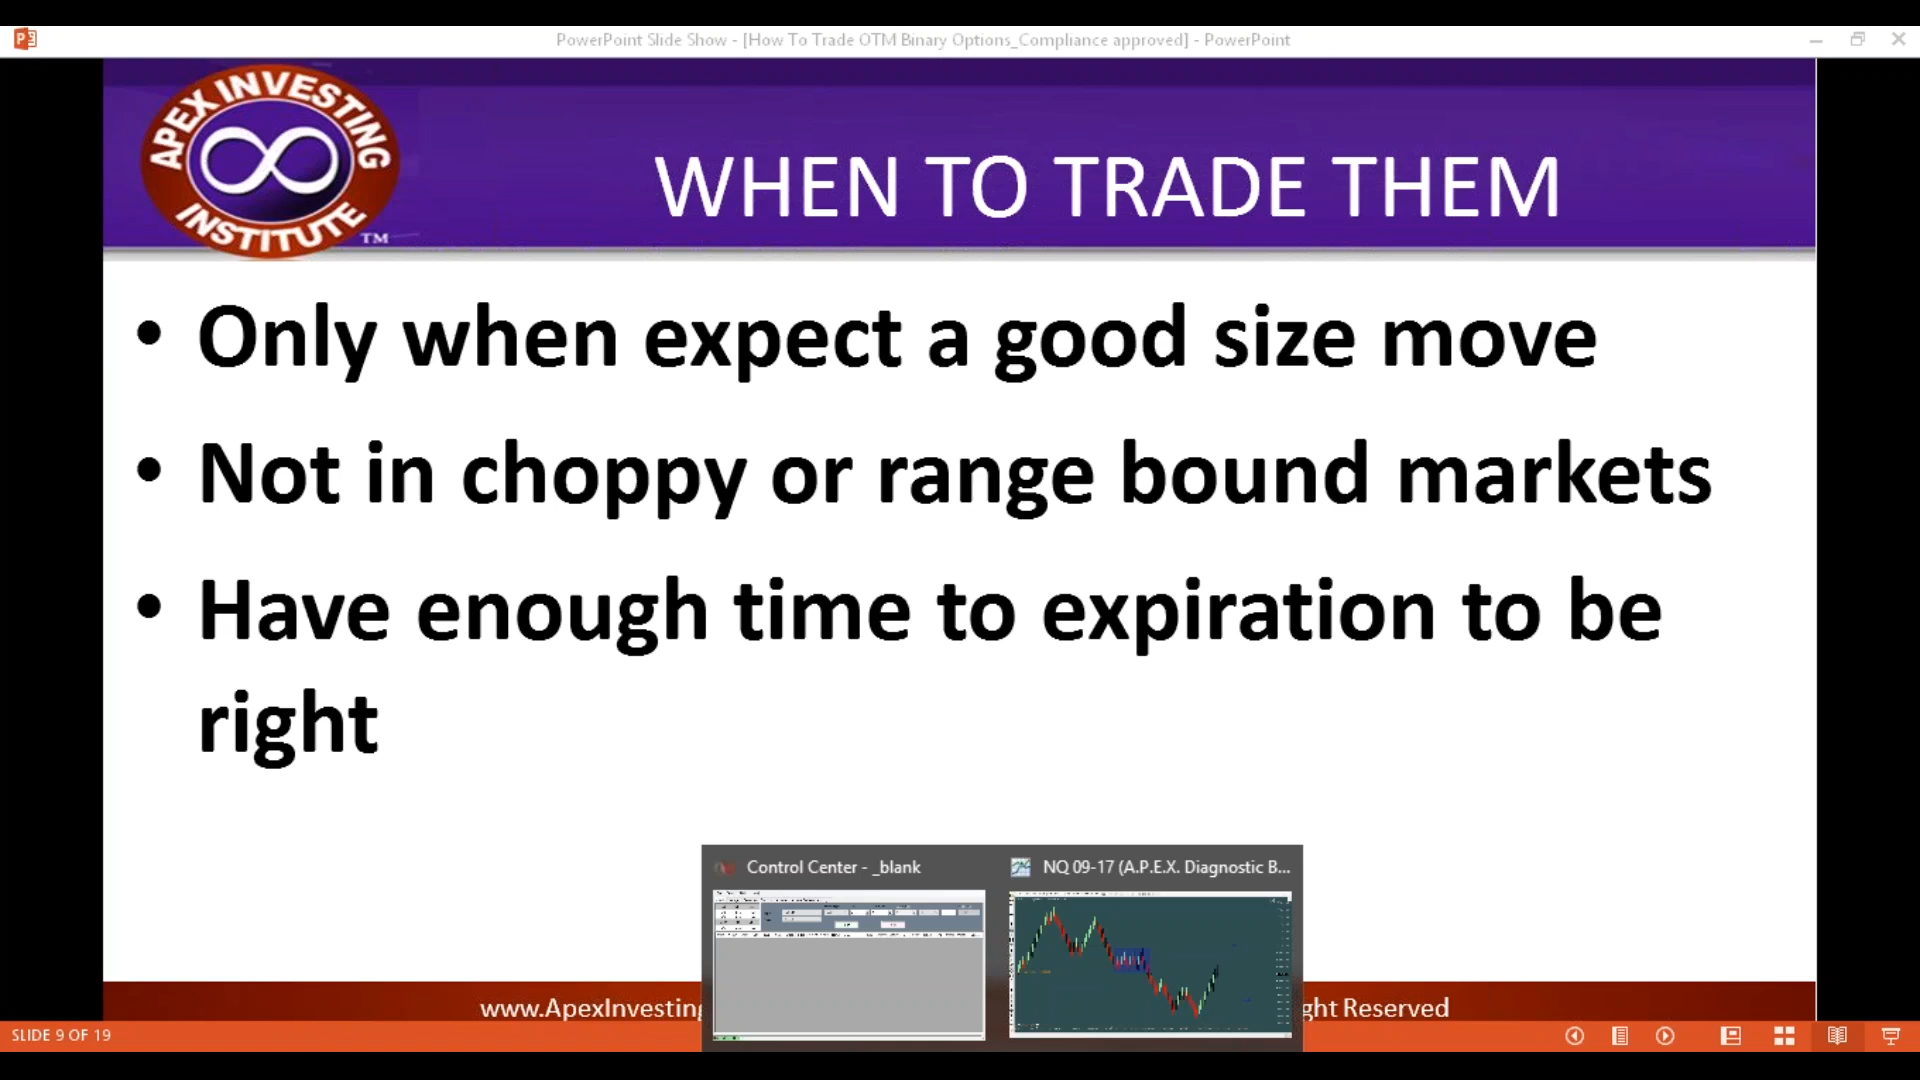 PowerPoint Slide Show - [How To Trade OTM Binary Options_Compliance approved] - PowerPoint
APEX INVESTING
INSTITUTE
TM
WHEN TO TRADE THEM
• Only when expect a good size move
• Not in choppy or range bound markets
• Have enough time to expiration to be
right
Control Center - _blank
NQ 09-17 (A.P.E.X. Diagnostic B...
www.ApexInvesting
ght Reserved
SLIDE 9 OF 19